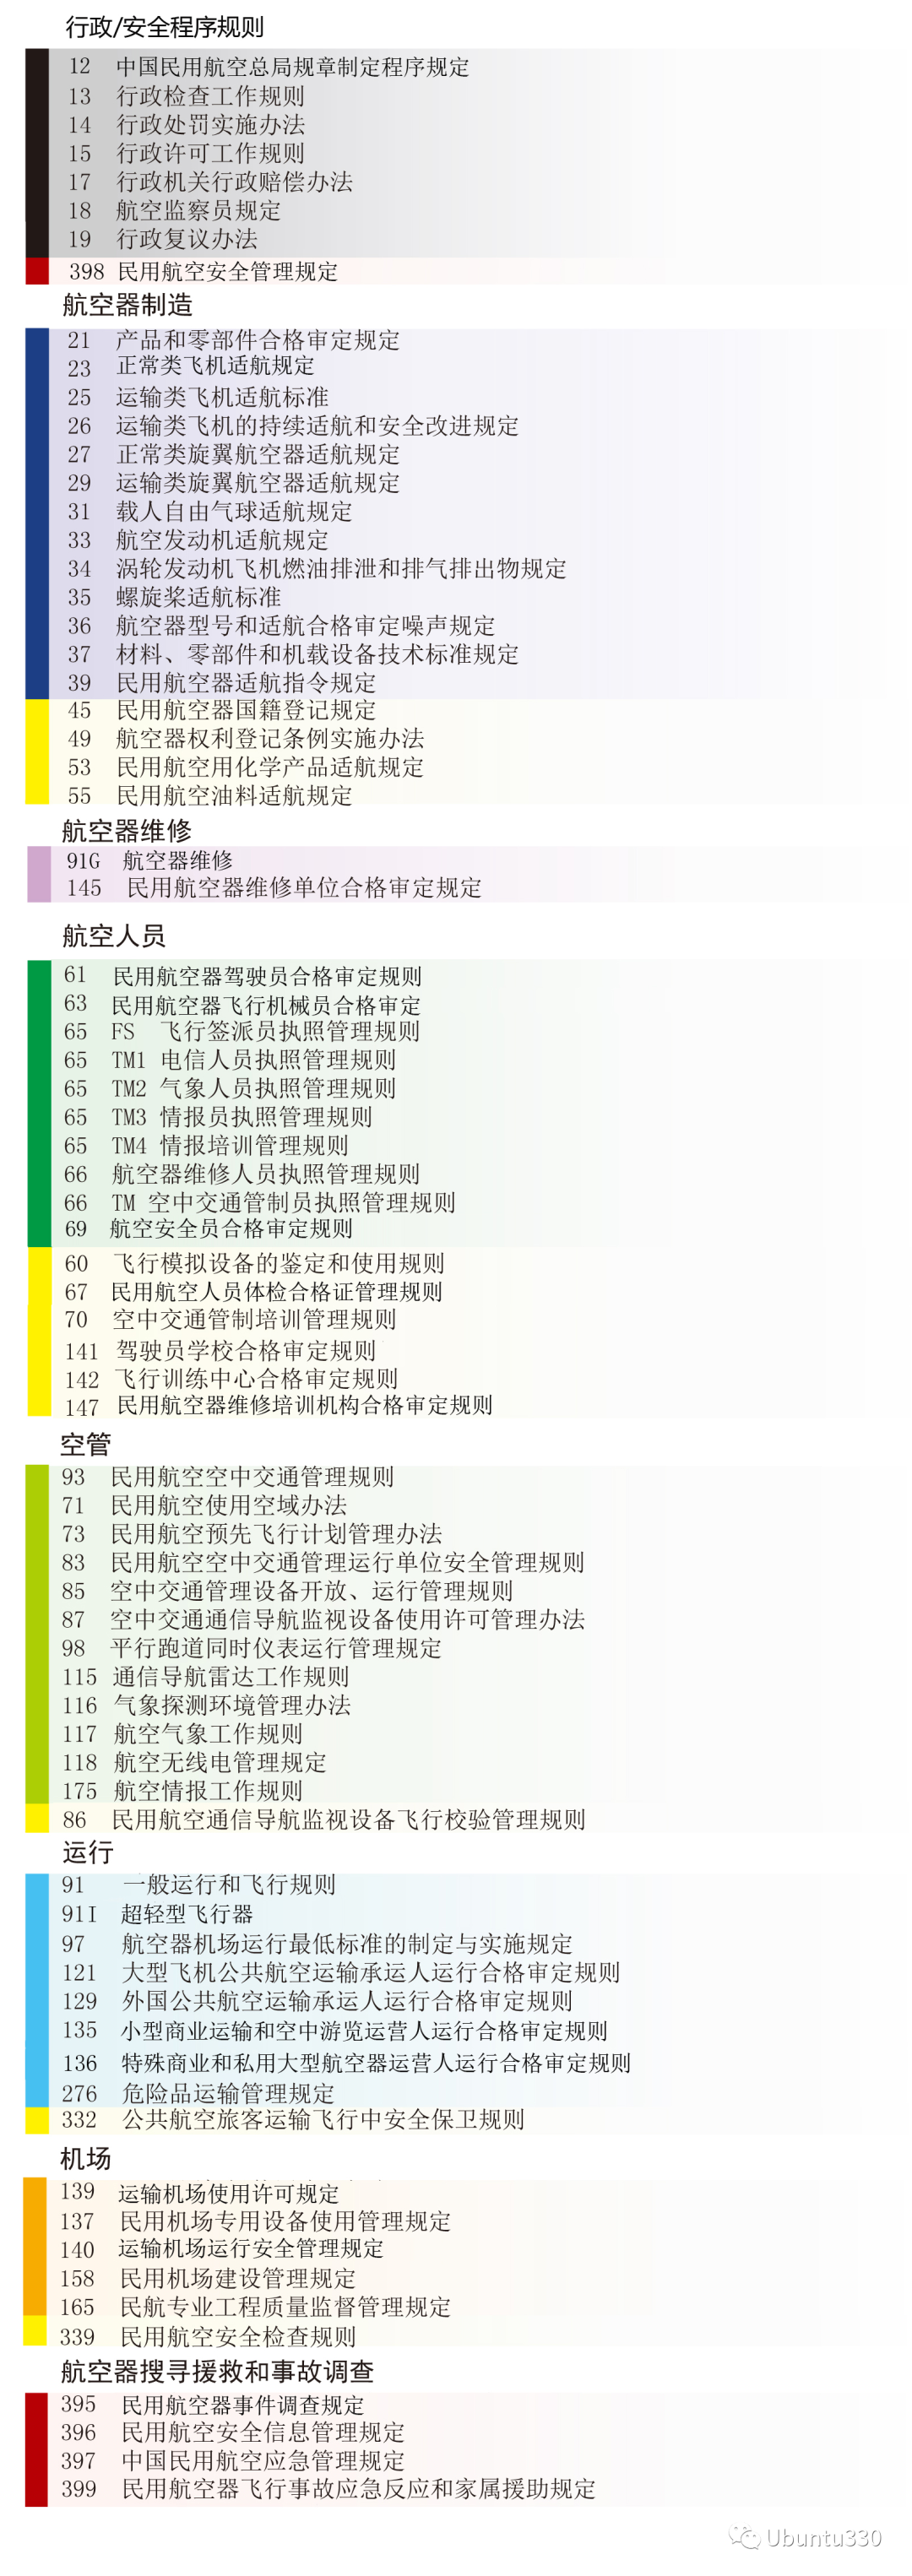 行政/安全程序规则
12 中国民用航空总局规章制定程序规定
13 行政检查工作规则
14 行政处罚实施办法
15 行政许可工作规则
17 行政机关行政赔偿办法
18 航空监察员规定
19 行政复议办法
398 民用航空安全管理规定
航空器制造
21 产品和零部件合格审定规定
23 正常类飞机适航规定
25 运输类飞机适航标准
26 运输类飞机的持续适航和安全改进规定
27 正常类旋翼航空器适航规定
29 运输类旋翼航空器适航规定
31 载人自由气球适航规定
33 航空发动机适航规定
34 涡轮发动机飞机燃油排泄和排气排出物规定
35 螺旋桨适航标准
36 航空器型号和适航合格审定噪声规定
37 材料、零部件和机载设备技术标准规定
39 民用航空器适航指令规定
45 民用航空器国籍登记规定
49 航空器权利登记条例实施办法
53 民用航空用化学产品适航规定
55 民用航空油料适航规定
航空器维修
91G 航空器维修
145 民用航空器维修单位合格审定规定
航空人员
61 民用航空器驾驶员合格审定规则
63 民用航空器飞行机械员合格审定
65 FS 飞行签派员执照管理规则
65 TM1 电信人员执照管理规则
65 TM2 气象人员执照管理规则
65 TM3 情报员执照管理规则
65 TM4 情报培训管理规则
66 航空器维修人员执照管理规则
66 TM 空中交通管制员执照管理规则
69 航空安全员合格审定规则
60 飞行模拟设备的鉴定和使用规则
67 民用航空人员体检合格证管理规则
70 空中交通管制培训管理规则
141 驾驶员学校合格审定规则
142 飞行训练中心合格审定规则
147 民用航空器维修培训机构合格审定规则
空管
93 民用航空空中交通管理规则
71 民用航空使用空域办法
73 民用航空预先飞行计划管理办法
83 民用航空空中交通管理运行单位安全管理规则
85 空中交通管理设备开放、运行管理规则
87 空中交通通信导航监视设备使用许可管理办法
98 平行跑道同时仪表运行管理规定
115 通信导航雷达工作规则
116 气象探测环境管理办法
117 航空气象工作规则
118 航空无线电管理规定
175 航空情报工作规则
86 民用航空通信导航监视设备飞行校验管理规则
运行
91 一般运行和飞行规则
91I 超轻型飞行器
97 航空器机场运行最低标准的制定与实施规定
121 大型飞机公共航空运输承运人运行合格审定规则
129 外国公共航空运输承运人运行合格审定规则
135 小型商业运输和空中游览运营人运行合格审定规则
136 特殊商业和私用大型航空器运营人运行合格审定规则
276 危险品运输管理规定
332 公共航空旅客运输飞行中安全保卫规则
机场
139 运输机场使用许可规定
137 民用机场专用设备使用管理规定
140 运输机场运行安全管理规定
158 民用机场建设管理规定
165 民航专业工程质量监督管理规定
339 民用航空安全检查规则
航空器搜寻援救和事故调查
395 民用航空器事件调查规定
396 民用航空安全信息管理规定
397 中国民用航空应急管理规定
399 民用航空器飞行事故应急反应和家属援助规定
Ubuntu330